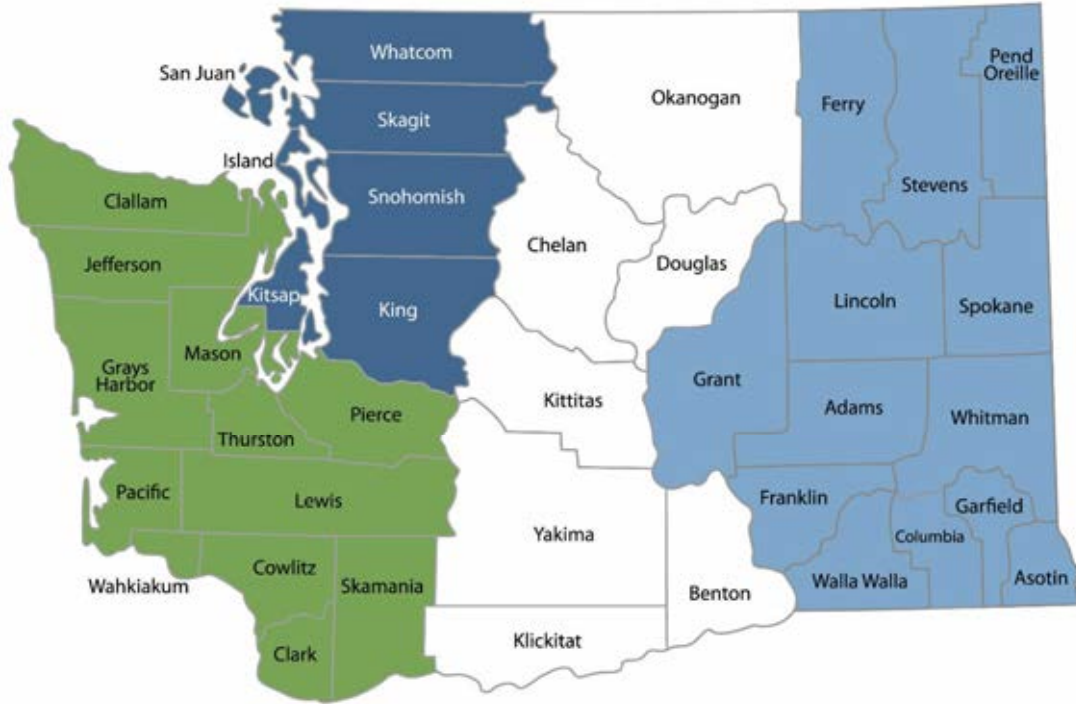 Whatcom
San Juan
Pend
Oreille
Okanogan
Ferry
Skagit
Island
Stevens
Snohomish
Clallam
Chelan
Jefferson
Douglas
Kitsap
Lincoln
Spokane
King
Mason
Grays
Harbor
Grant
Kittitas
Adams
Pierce
Whitman
Thurston
Pacific
Lewis
Franklin
Garfield
Yakima
Columbia
Cowlitz
Wahkiakum
Skamania
Walla Walla
Asotin
Benton
Klickitat
Clark